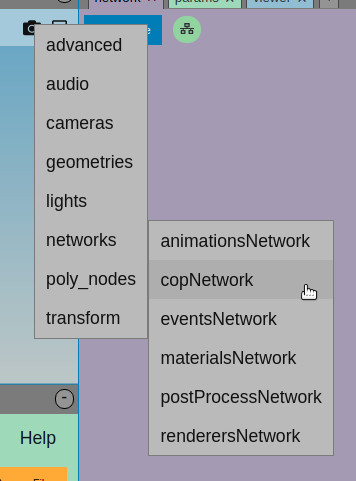 network
params
viewer
advanced
audio
cameras
geometries
lights
networks
poly_nodes
transform
animationsNetwork
copNetwork
eventsNetwork
materialsNetwork
postProcessNetwork
renderersNetwork
Help